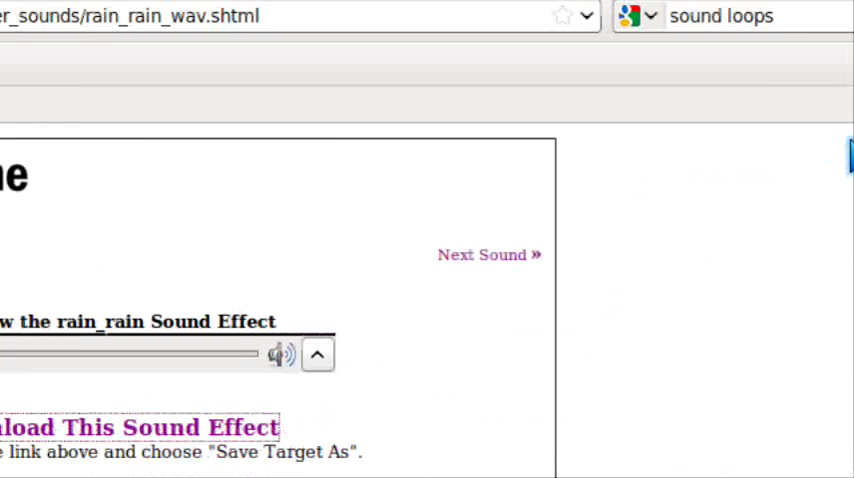 er_sounds/rain_rain_wav.shtml
sound loops
ne
Next Sound »
w the rain_rain Sound Effect
nload This Sound Effect
e link above and choose "Save Target As".